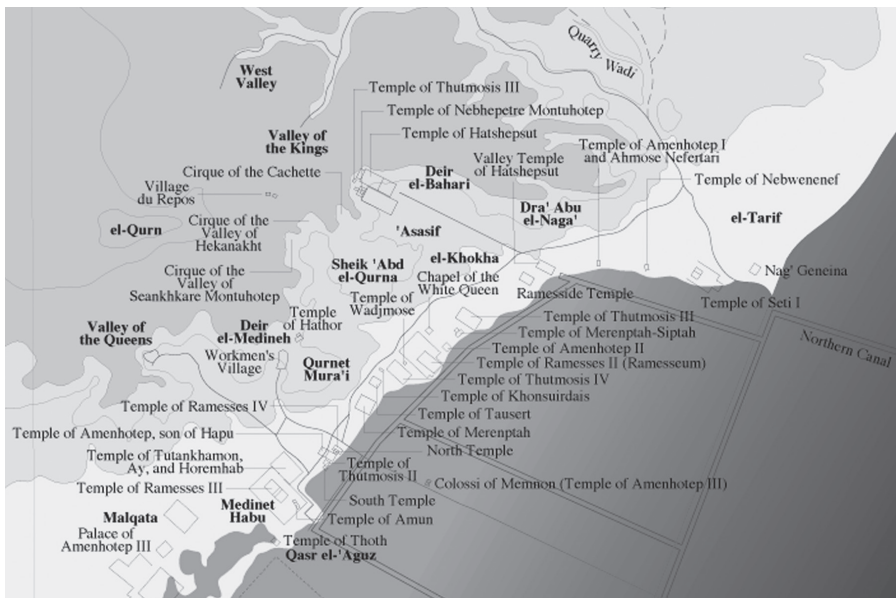 Quarry Wadi
West
Valley
Temple of Thutmosis III
Temple of Nebhepetre Montuhotep
Valley of
the Kings
Temple of Hatshepsut
Temple of Amenhotep I
and Ahmose Nefertari
Cirque of the Cachette
Deir
el-Bahari
Valley Temple
of Hatshepsut
Temple of Nebwenenef
Village
du Repos
Dra' Abu
el-Naga'
el-Tarif
el-Qurn
Cirque of the
Valley of
Hekanakht
'Asasif
Sheik 'Abd
el-Qurna
el-Khokha
Nag' Geneina
Cirque of the
Valley of
Seankhkare Montuhotep
Chapel of the
White Queen
Ramesside Temple
Temple of
Wadjmose
Temple of Seti I
Temple
of Hathor
Temple of Thutmosis III
Valley of
the Queens
Deir
el-Medineh
Temple of Merenptah-Siptah
Northern Canal
Temple of Amenhotep II
Workmen's
Village
Qurnet
Mura'i
Temple of Ramesses II (Ramesseum)
Temple of Thutmosis IV
Temple of Khonsuirdais
Temple of Ramesses IV
Temple of Tausert
Temple of Amenhotep, son of Hapu
Temple of Merenptah
North Temple
Temple of Tutankhamon,
Ay, and Horemhab
Temple of
Thutmosis II
Temple of Ramesses III
Colossi of Memnon (Temple of Amenhotep III)
Medinet
Habu
South Temple
Malqata
Temple of Amun
Palace of
Amenhotep III
Temple of Thoth
Qasr el-'Aguz